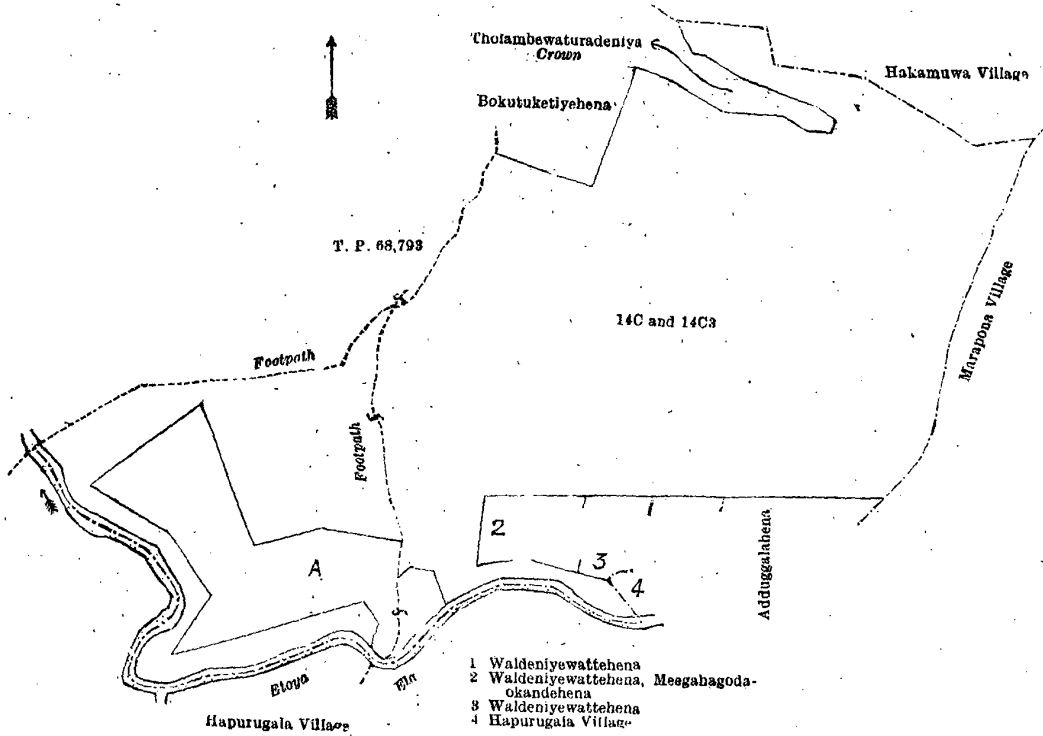 Tholambewaturadeniya
Crown
Hakamuwa Village
Bokutuketiyehena
T. P. 68,793
14C and 14C3
Marapona Village
Footpath
Footpath
2
3
4
A
Adduggalahena
1 Waldeniyewattehena
2 Waldeniyewattehena, Meegahagoda-
okandehena
3 Waldeniyewattehena
4 Hapurugala Village
Etoya
Ela
Hapurugala Village